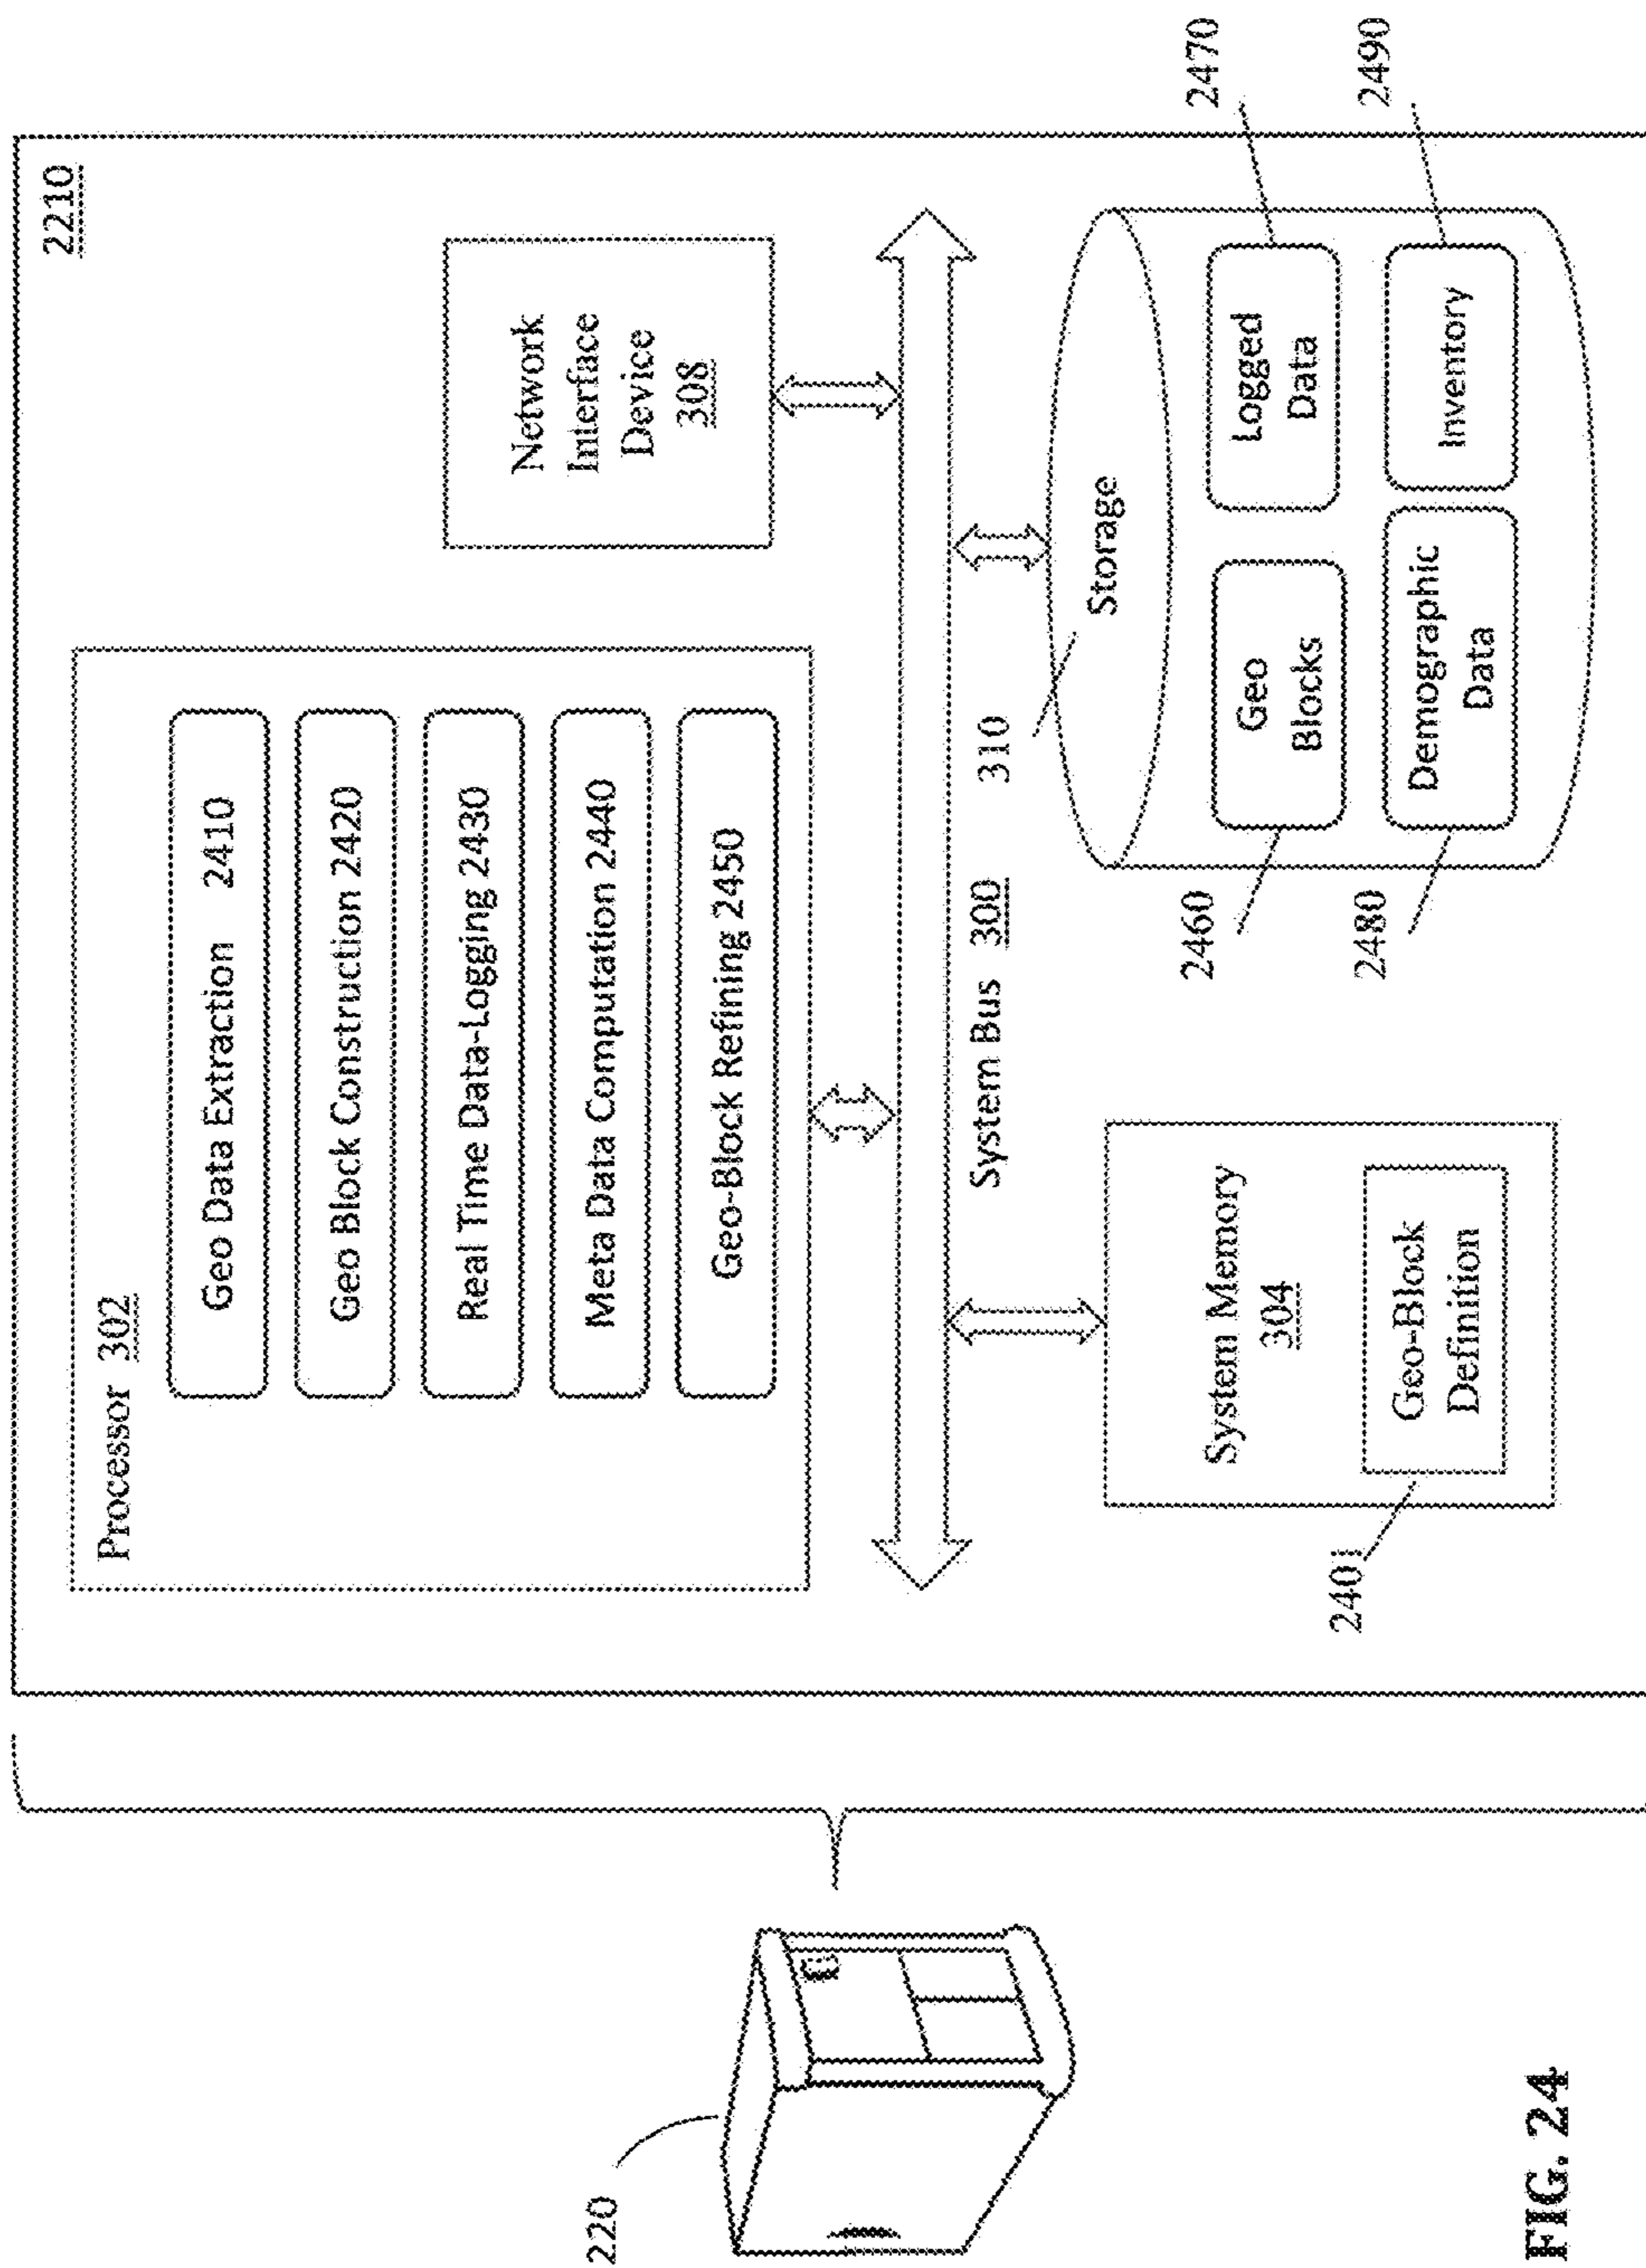 2210
Processor 302
Geo Data Extraction 2410
Geo Block Construction 2420
Real Time Data-Logging 2430
Meta Data Computation 2440
Geo-Block Refining 2450
Network
Interface
Device
308
220
System Bus 300
310
Storage
System Memory
304
Geo-Block
Definition
2401
2460
Geo
Blocks
Logged
Data
2470
2480
Demographic
Data
Inventory
2490
FIG. 24